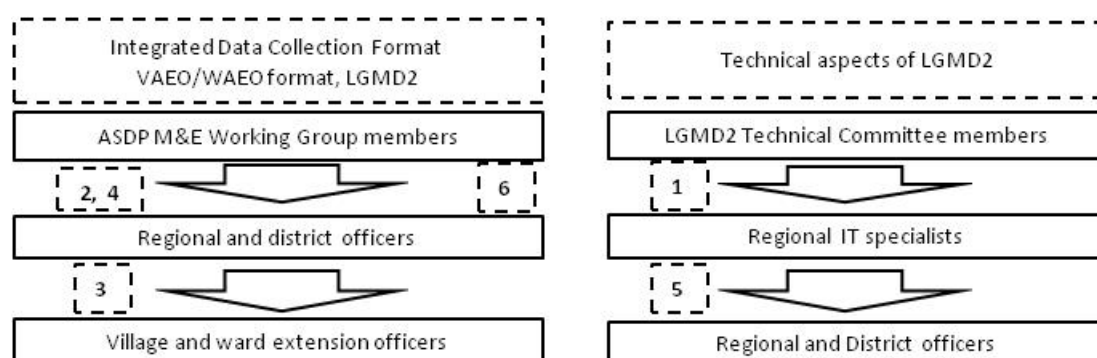 Integrated Data Collection Format
VAEO/WAEO format, LGMD2
ASDP M&E Working Group members
2, 4
6
Regional and district officers
3
Village and ward extension officers
Technical aspects of LGMD2
LGMD2 Technical Committee members
1
Regional IT specialists
5
Regional and District officers